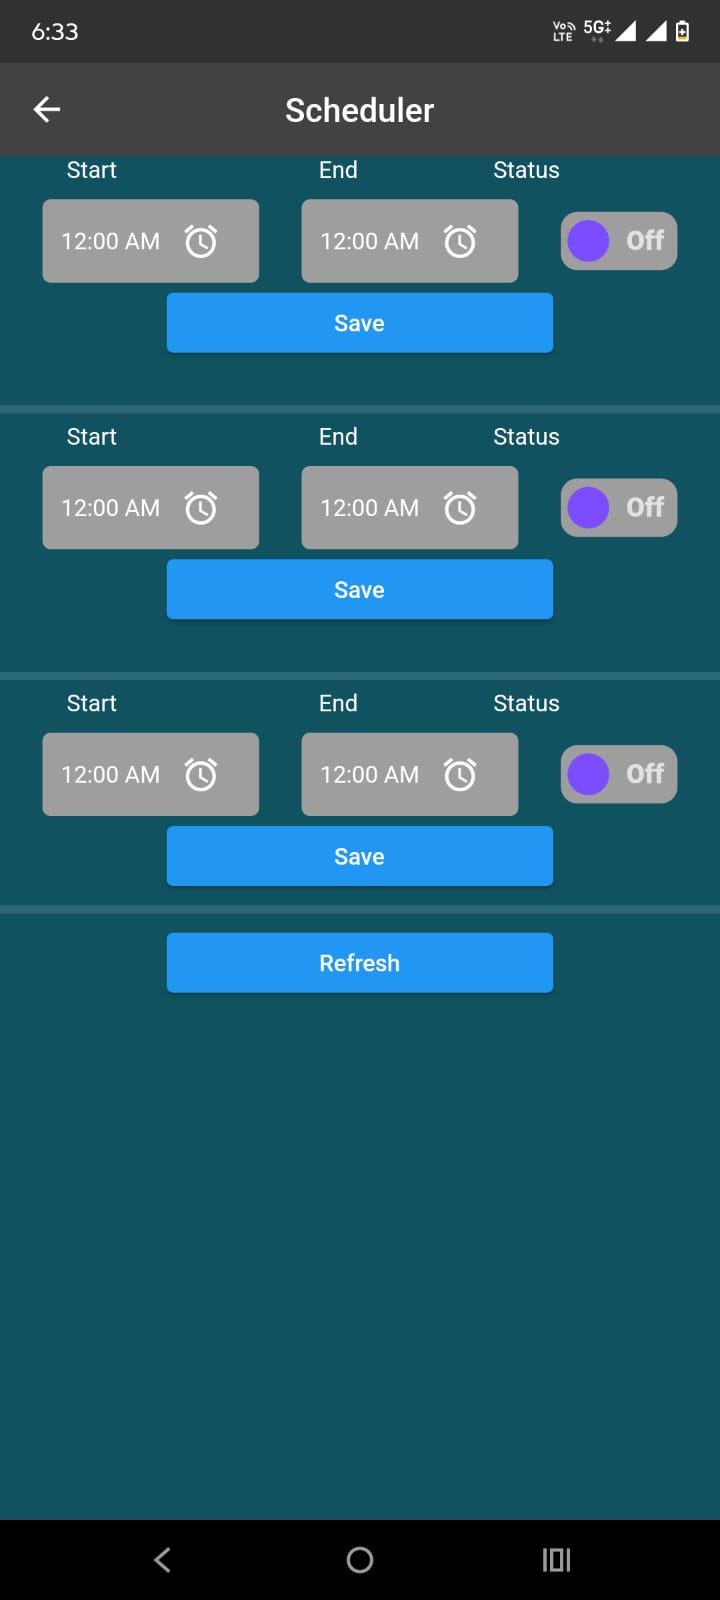 6:33 VoLTE 5G
Scheduler
Start End Status
12:00 AM 12:00 AM Off
Save
Start End Status
12:00 AM 12:00 AM Off
Save
Start End Status
12:00 AM 12:00 AM Off
Save
Refresh